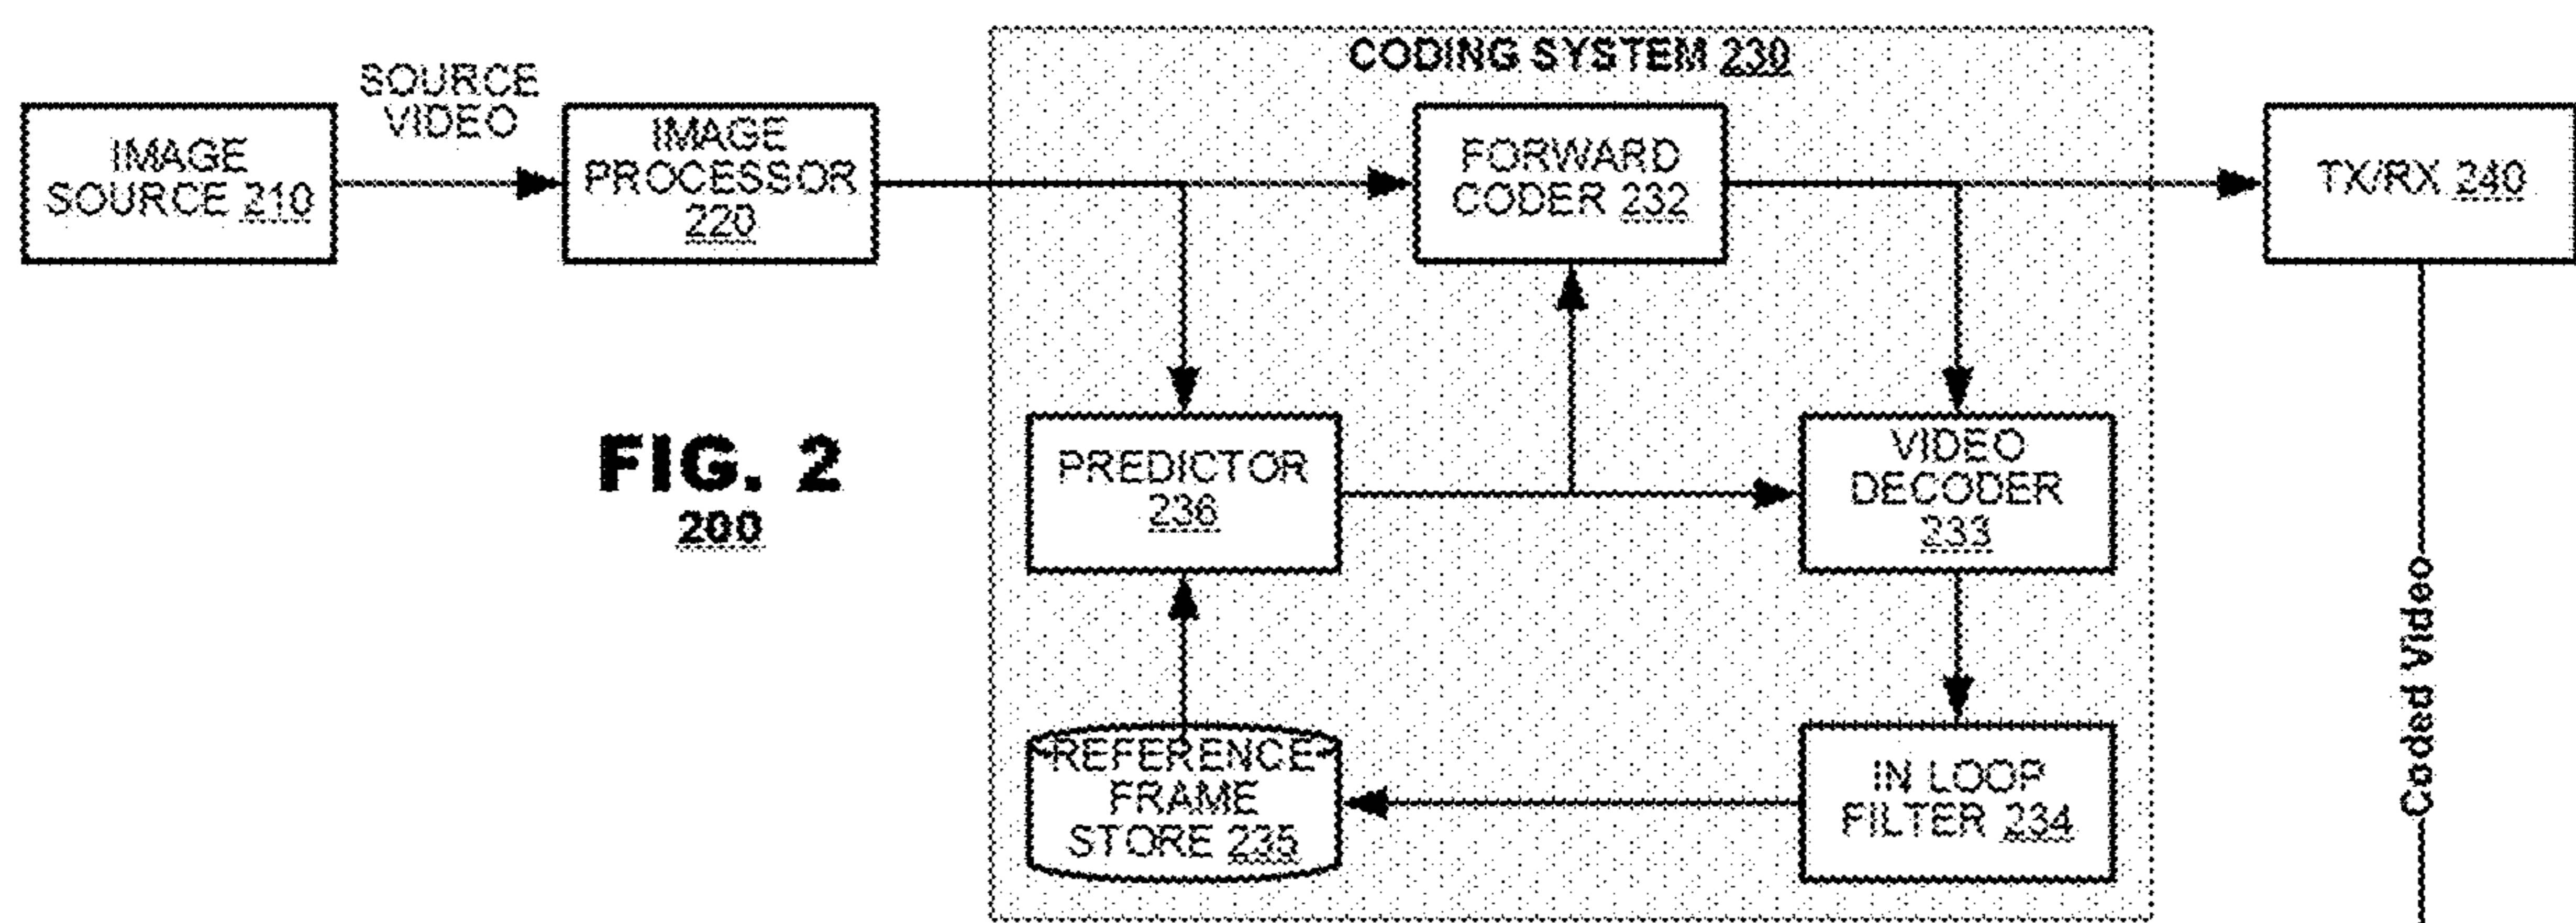 CODING SYSTEM 230
SOURCE
VIDEO
IMAGE
SOURCE 210
IMAGE
PROCESSOR
220
FORWARD
CODER 232
TX/RX 240
FIG. 2
200
PREDICTOR
236
VIDEO
DECODER
233
REFERENCE
FRAME
STORE 235
IN LOOP
FILTER 234
Coded Video